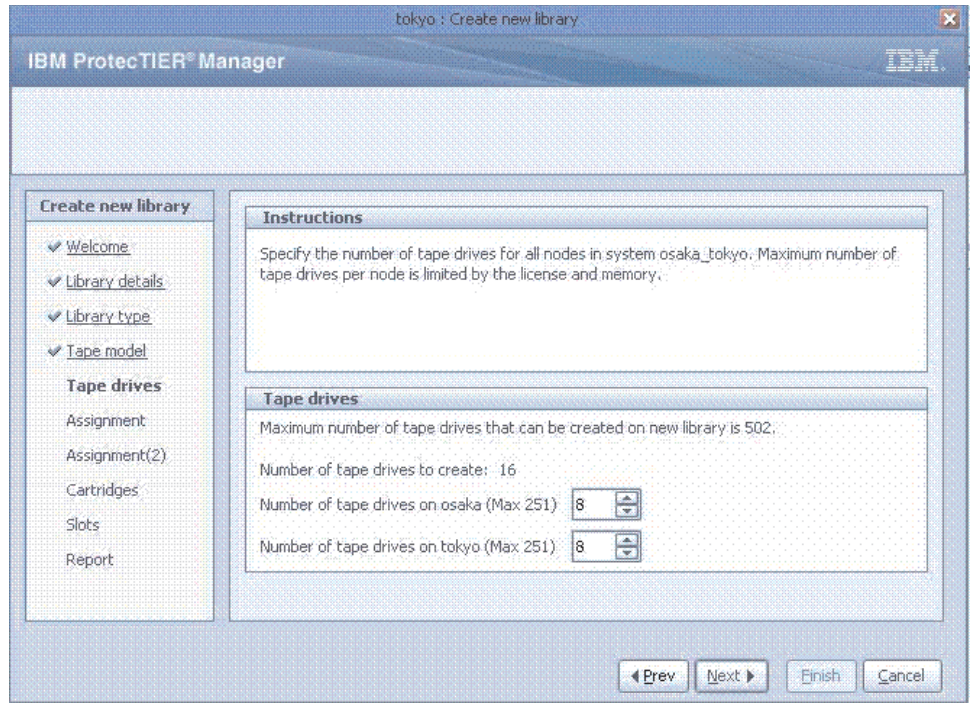 tokyo : Create new library
IBM ProtecTIER® Manager
IBM.
Create new library
Welcome
Library details
Library type
Tape model
Tape drives
Assignment
Assignment(2)
Cartridges
Slots
Report
Instructions
Specify the number of tape drives for all nodes in system osaka_tokyo. Maximum number of
tape drives per node is limited by the license and memory.
Tape drives
Maximum number of tape drives that can be created on new library is 502.
Number of tape drives to create: 16
Number of tape drives on osaka (Max 251) 8
Number of tape drives on tokyo (Max 251) 8
Prev Next Finish Cancel